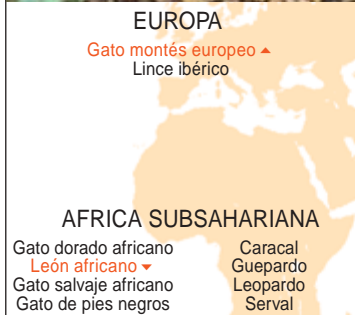 EUROPA
Gato montés europeo
Lince ibérico
AFRICA SUBSAHARIANA
Gato dorado africano
León africano
Gato salvaje africano
Gato de pies negros
Caracal
Guepardo
Leopardo
Serval